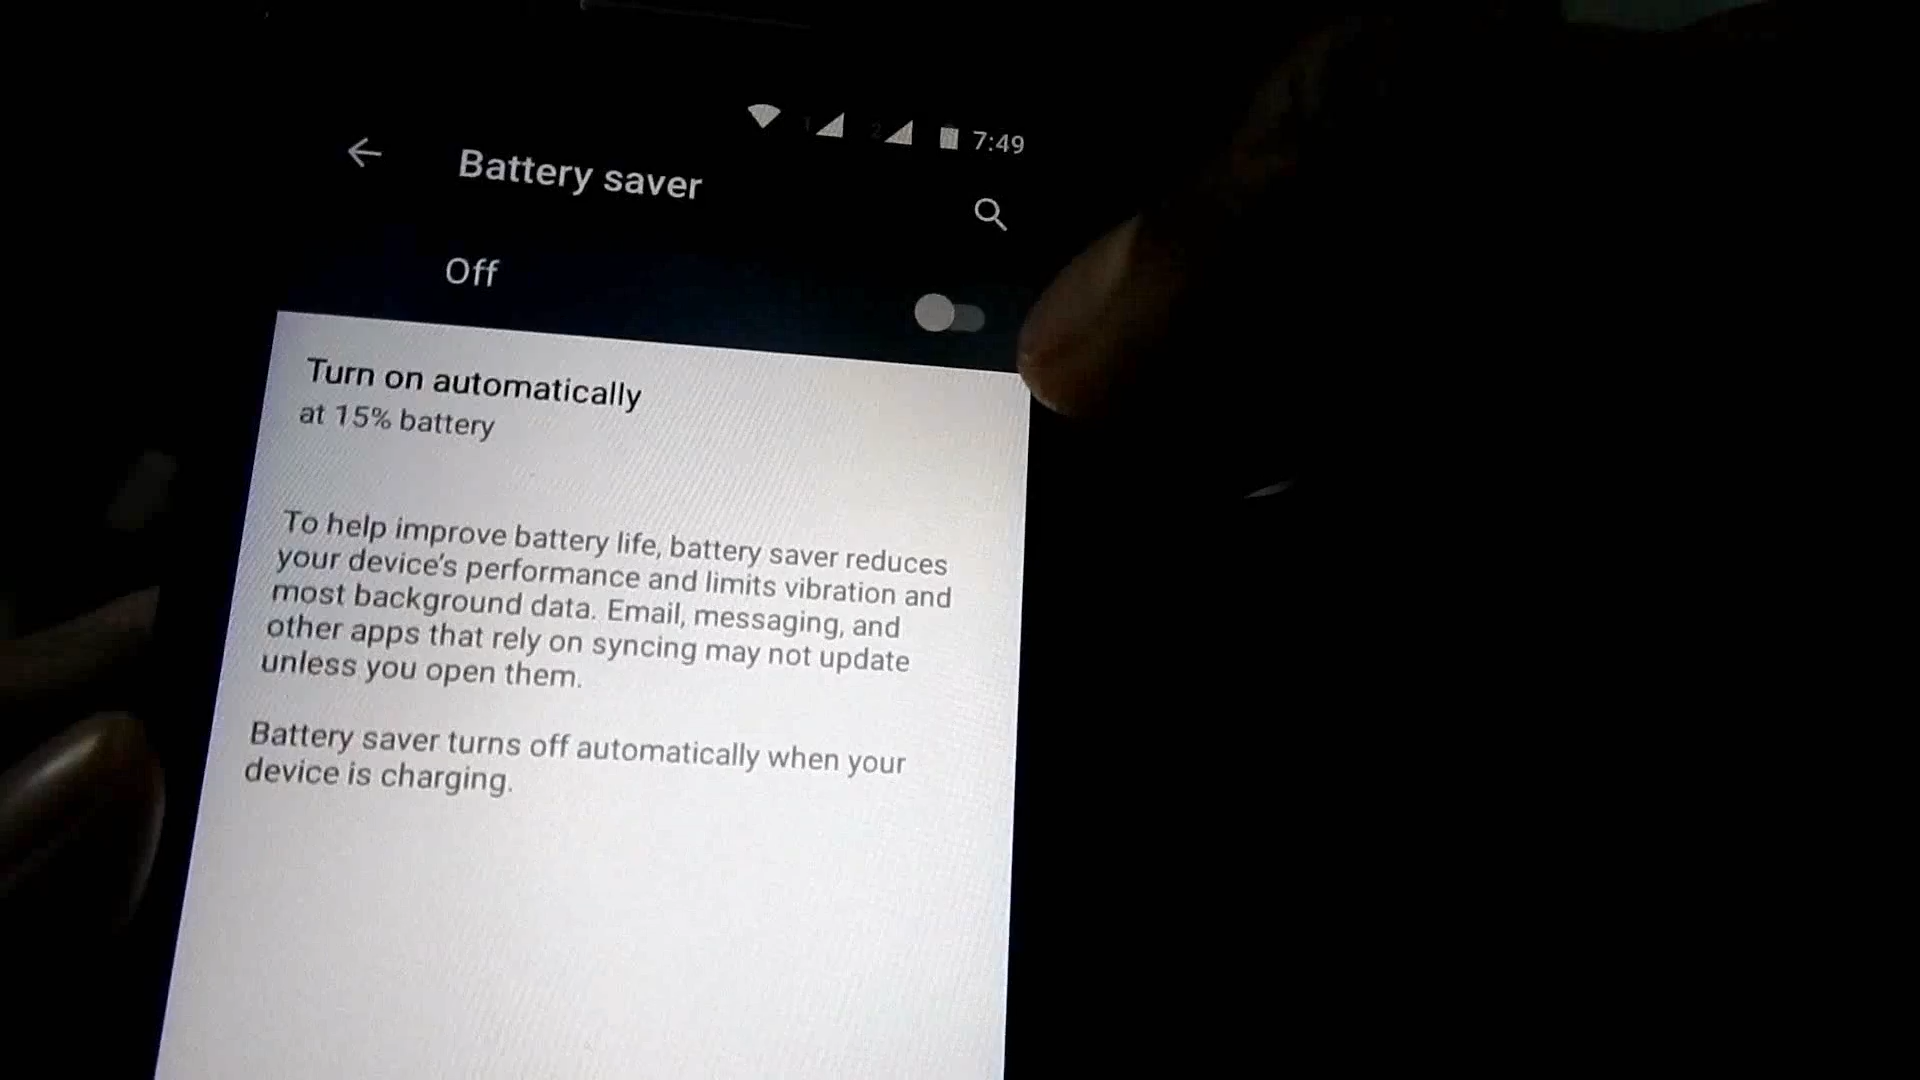 1 2 7:49
Battery saver
Off
Turn on automatically
at 15% battery
To help improve battery life, battery saver reduces
your device's performance and limits vibration and
most background data. Email, messaging, and
other apps that rely on syncing may not update
unless you open them.
Battery saver turns off automatically when your
device is charging.